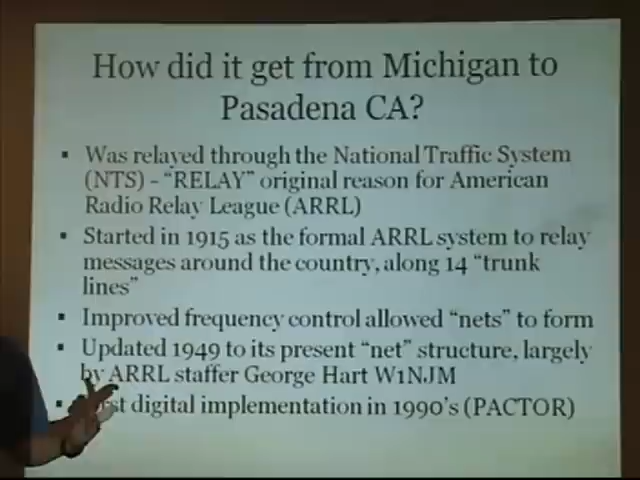 How did it get from Michigan to
Pasadena CA?
▪ Was relayed through the National Traffic System
(NTS) - “RELAY” original reason for American
Radio Relay League (ARRL)
▪ Started in 1915 as the formal ARRL system to relay
messages around the country, along 14 “trunk
lines”
▪ Improved frequency control allowed “nets” to form
▪ Updated 1949 to its present “net” structure, largely
by ARRL staffer George Hart W1NJM
▪ digital implementation in 1990’s (PACTOR)